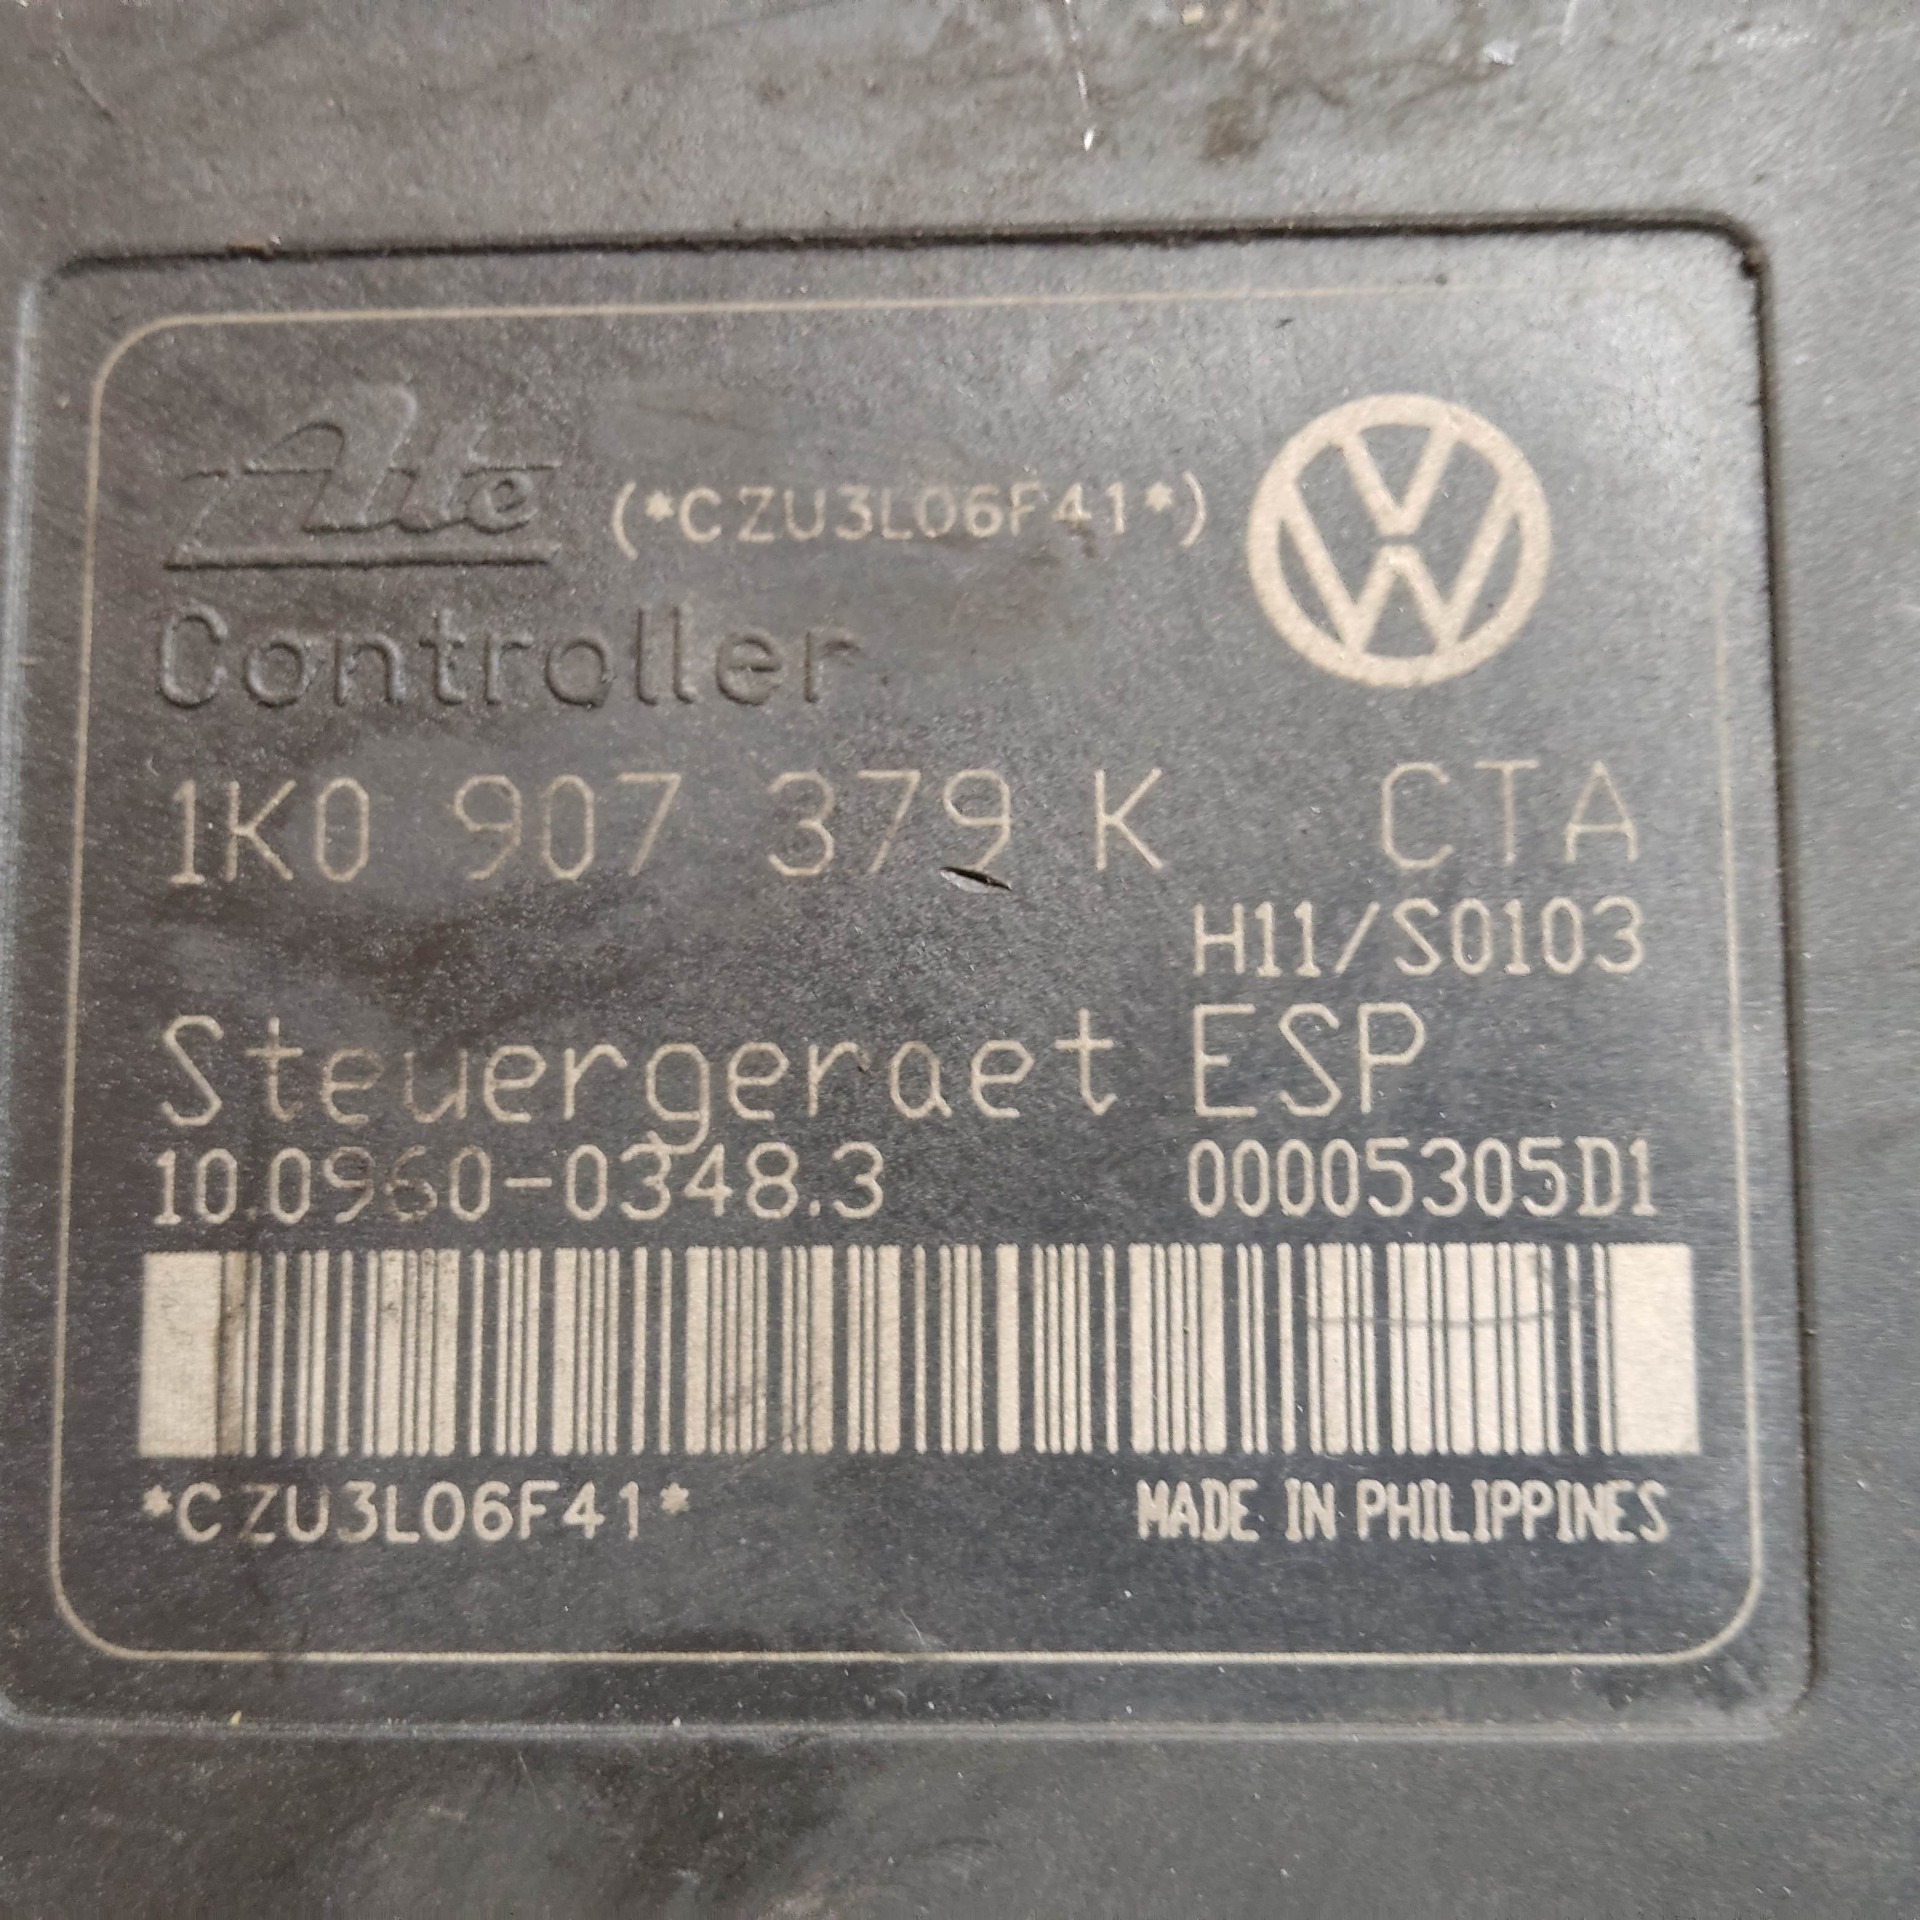 Ate (*CZU3L06F41*)
Controller
1K0 907 379 K CTA
H11/S0103
Steuergeraet ESP
10.0960-0348.3 00005305D1
*CZU3L06F41* MADE IN PHILIPPINES